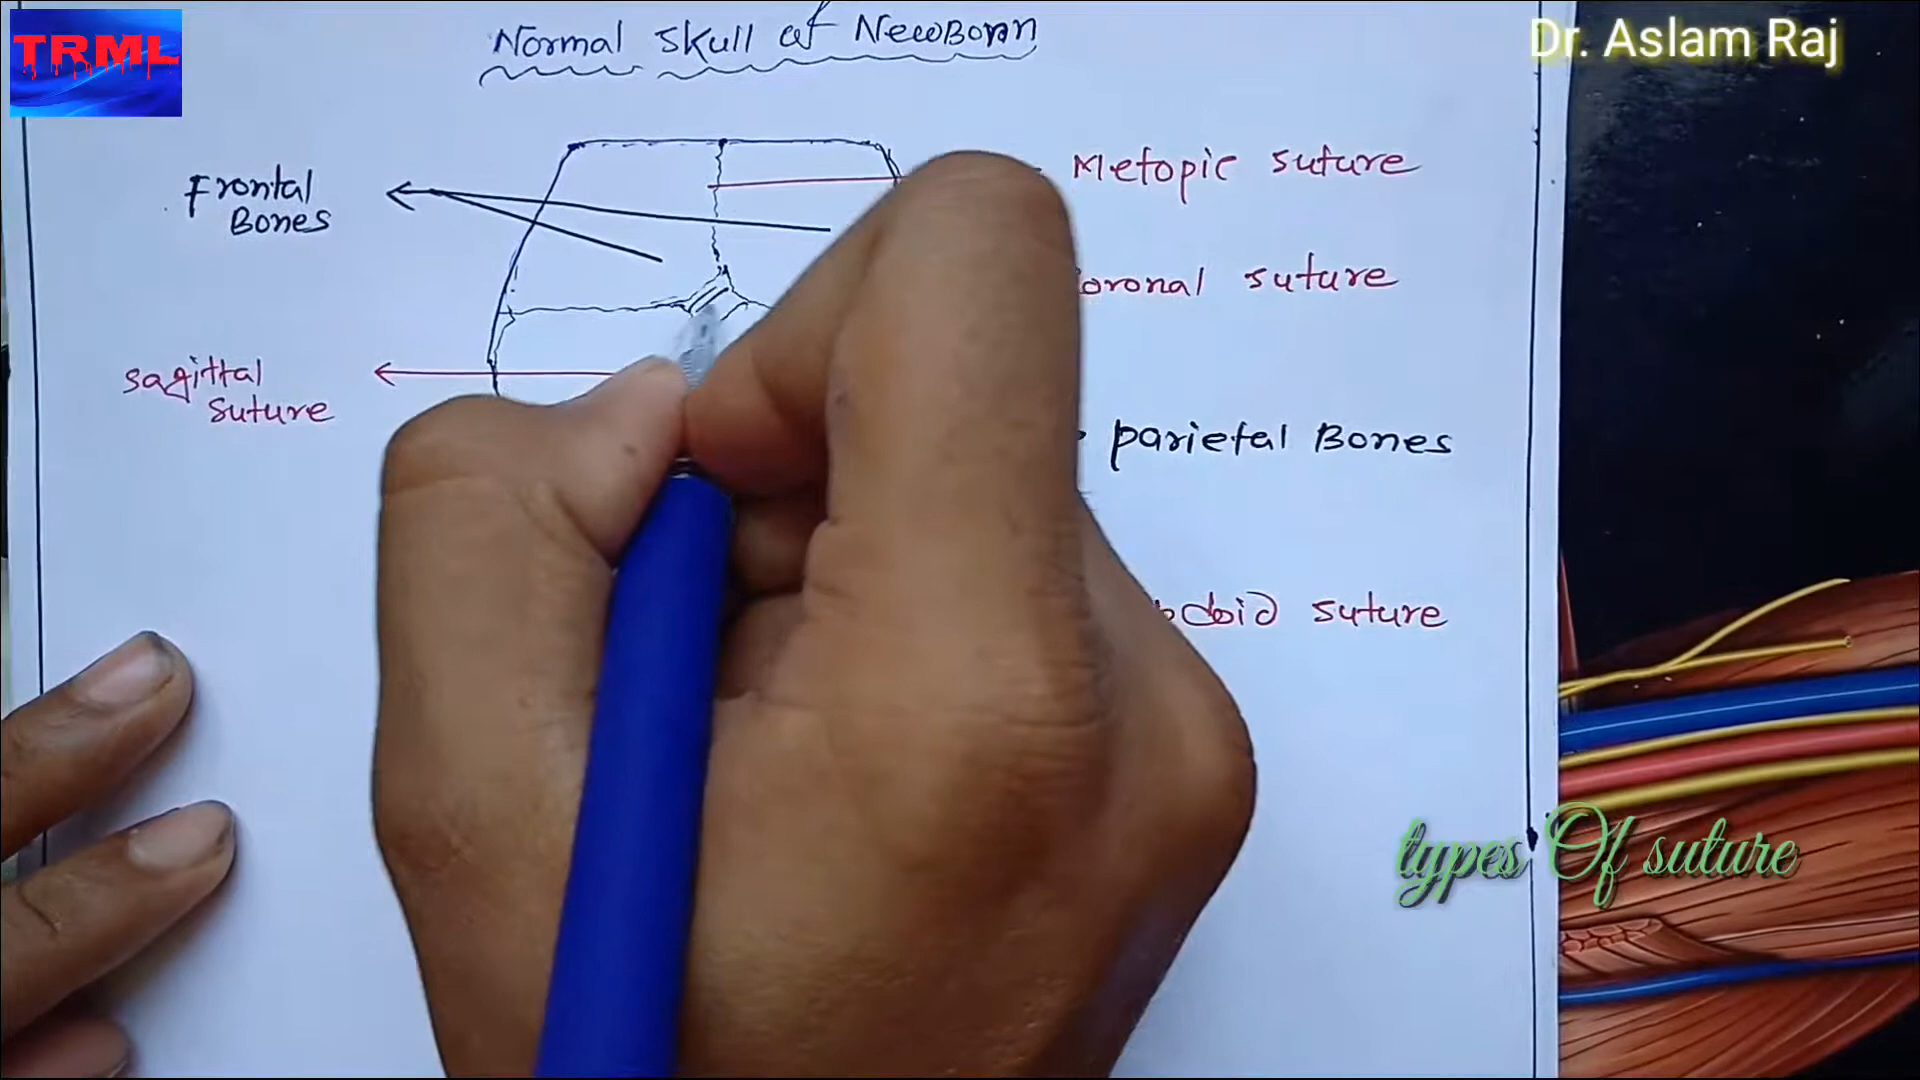 TRML
Normal Skull of NewBorn
Dr. Aslam Raj
Frontal
Bones
Metopic suture
oronal suture
sagittal
suture
parietal Bones
suture
types Of suture